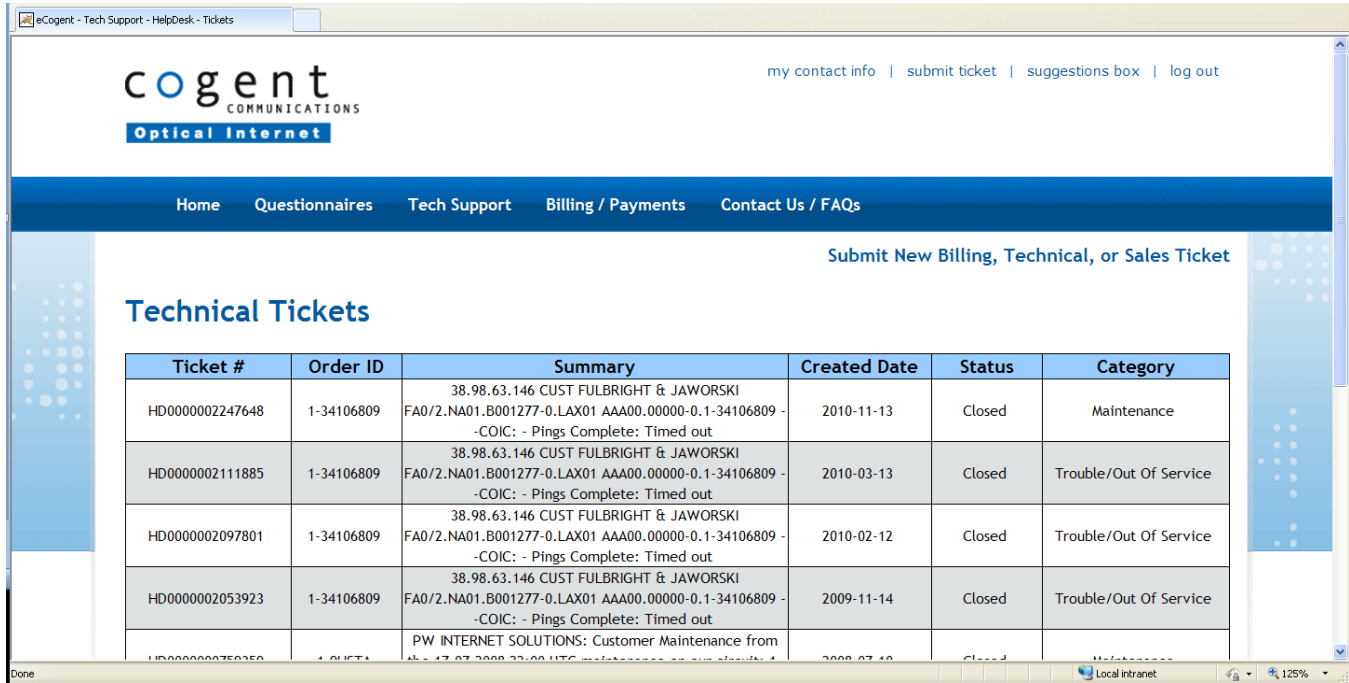 eCogent - Tech Support - HelpDesk - Tickets
cogent
COMMUNICATIONS
Optical Internet
my contact info | submit ticket | suggestions box | log out
Home Questionnaires Tech Support Billing / Payments Contact Us / FAQs
Submit New Billing, Technical, or Sales Ticket
Technical Tickets
Ticket # Order ID Summary Created Date Status Category
38.98.63.146 CUST FULBRIGHT & JAWORSKI
HD0000002247648 1-34106809 FA0/2.NA01.B001277-0.LAX01 AAA00.00000-0.1-34106809 - 2010-11-13 Closed Maintenance
-COIC: - Pings Complete: Timed out
38.98.63.146 CUST FULBRIGHT & JAWORSKI
HD0000002111885 1-34106809 FA0/2.NA01.B001277-0.LAX01 AAA00.00000-0.1-34106809 - 2010-03-13 Closed Trouble/Out Of Service
-COIC: - Pings Complete: Timed out
38.98.63.146 CUST FULBRIGHT & JAWORSKI
HD0000002097801 1-34106809 FA0/2.NA01.B001277-0.LAX01 AAA00.00000-0.1-34106809 - 2010-02-12 Closed Trouble/Out Of Service
-COIC: - Pings Complete: Timed out
38.98.63.146 CUST FULBRIGHT & JAWORSKI
HD0000002053923 1-34106809 FA0/2.NA01.B001277-0.LAX01 AAA00.00000-0.1-34106809 - 2009-11-14 Closed Trouble/Out Of Service
-COIC: - Pings Complete: Timed out
PW INTERNET SOLUTIONS: Customer Maintenance from
Done Local intranet 125%